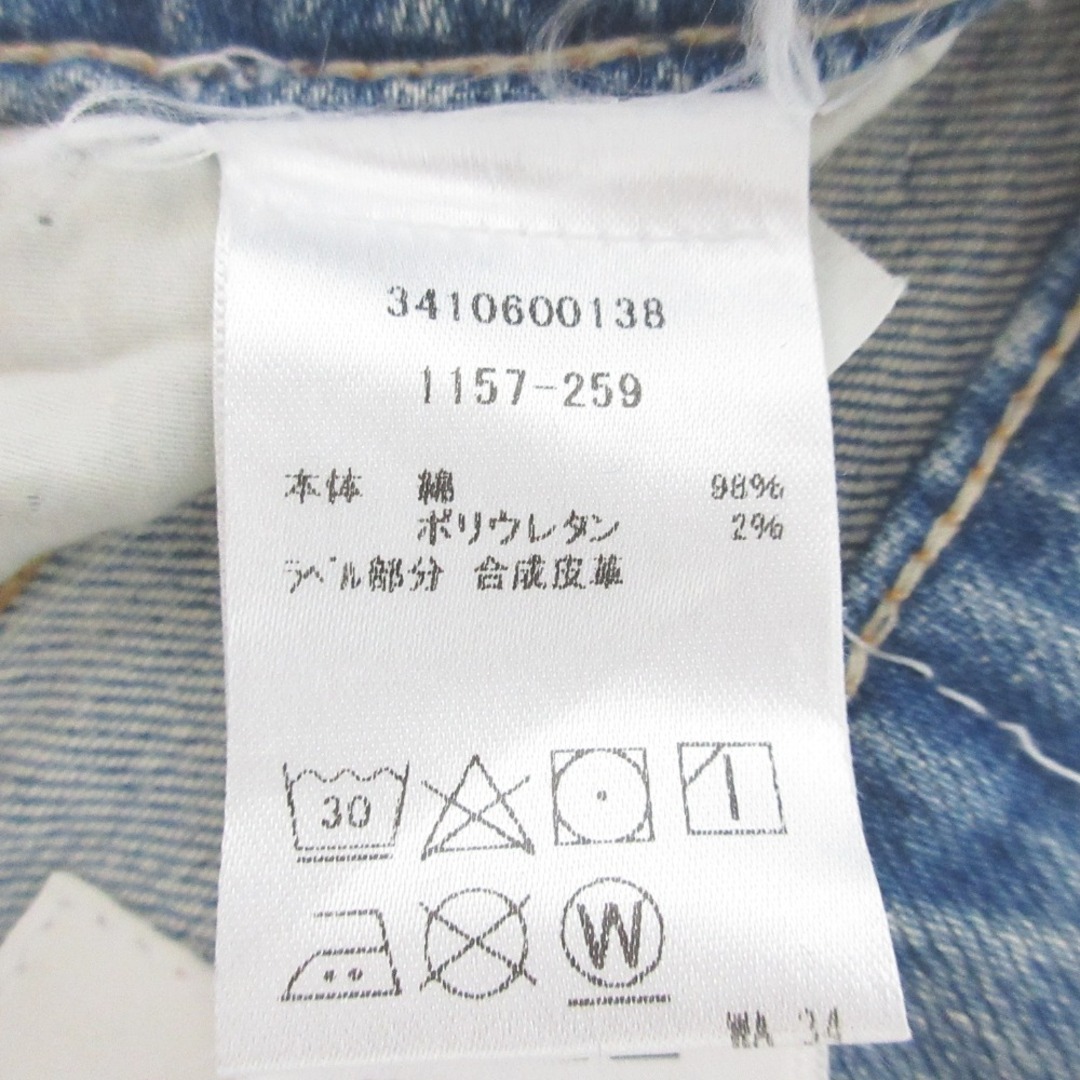 3410600138
1157-259
本体 綿 98%
ポリウレタン 2%
ラベル部分 合成皮革
30
W
WA 34